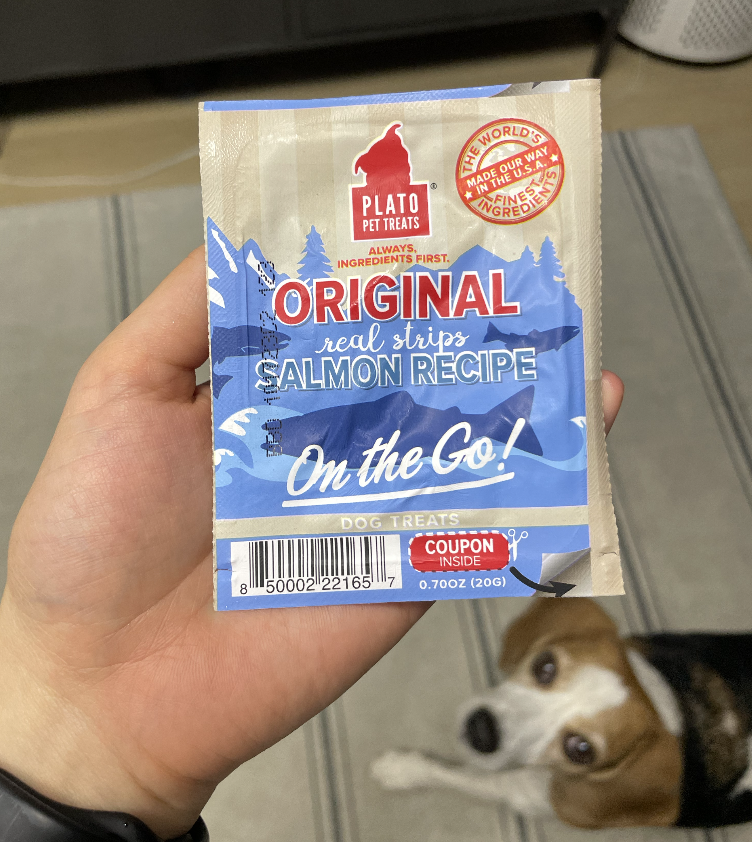 PLATO
®
PET TREATS
THE WORLD'S
MADE OUR WAY
IN THE U.S.A.
FINEST
INGREDIENTS
ALWAYS,
INGREDIENTS FIRST.
ORIGINAL
real strips
SALMON RECIPE
On the Go!
DOG TREATS
COUPON
INSIDE
0.70OZ (20G)
8 50002 22165 7